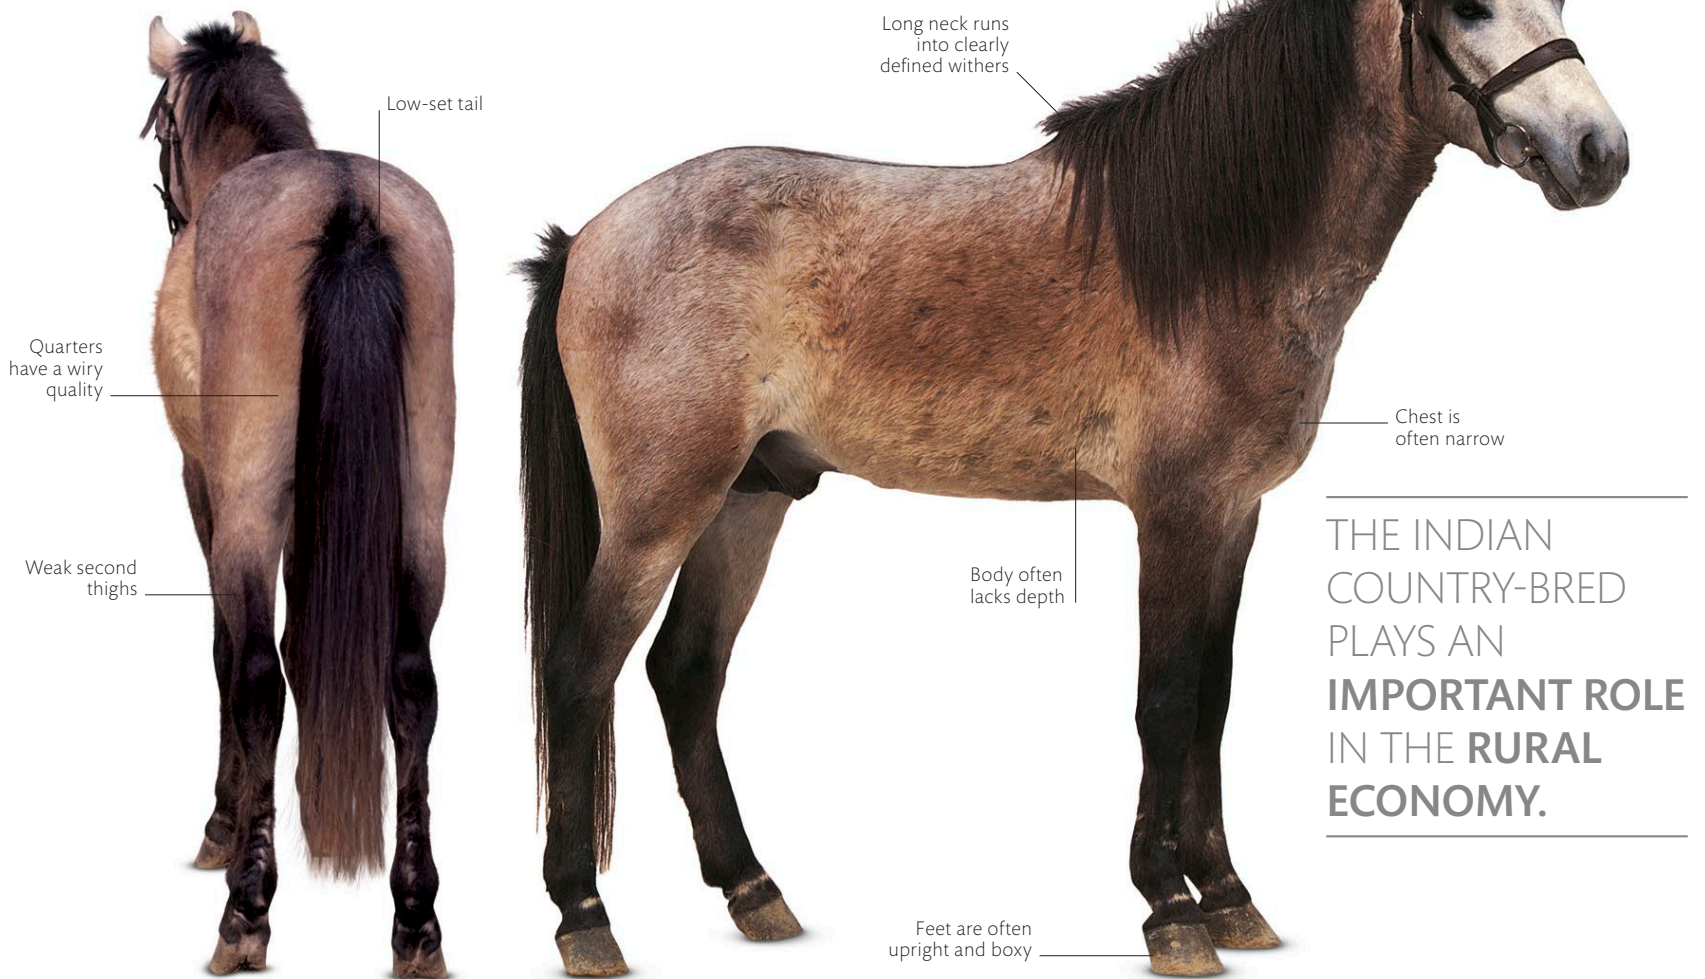 Long neck runs
into clearly
defined withers
Low-set tail
Quarters
have a wiry
quality
Chest is
often narrow
Weak second
thighs
Body often
lacks depth
THE INDIAN
COUNTRY-BRED
PLAYS AN
IMPORTANT ROLE
IN THE RURAL
ECONOMY.
Feet are often
upright and boxy